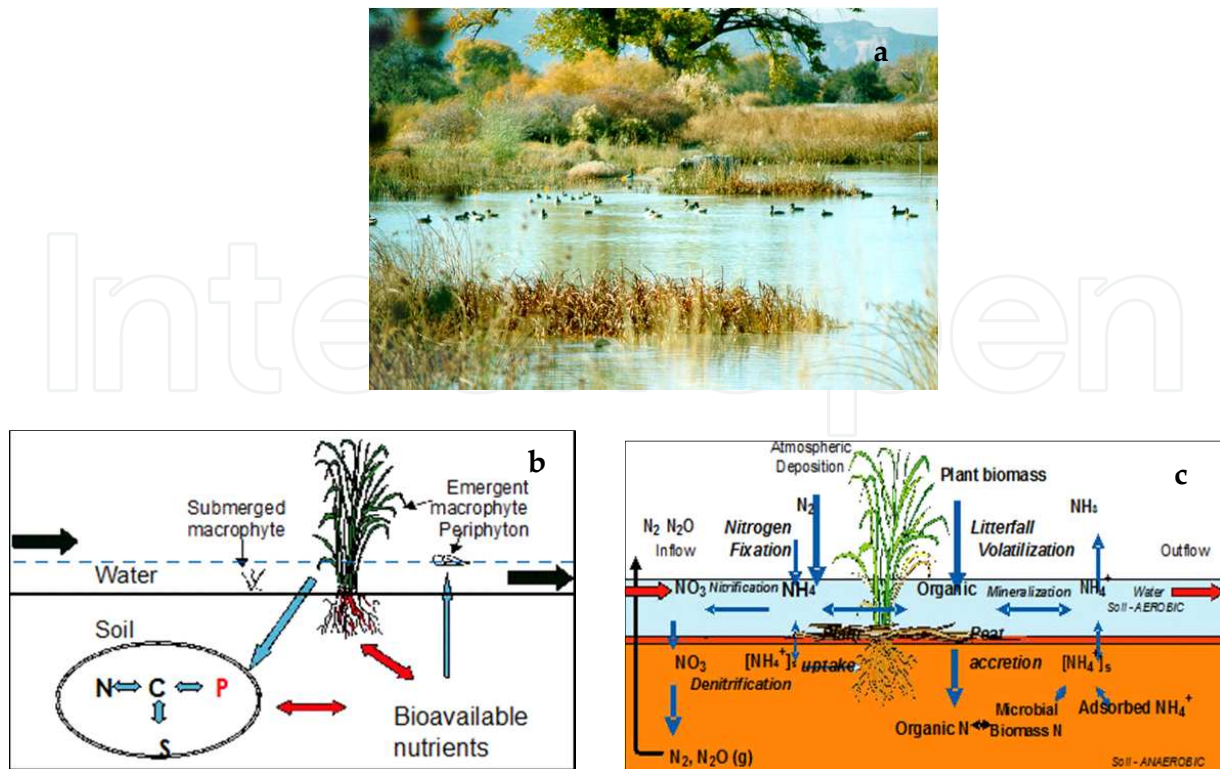 a
IntechOpen
b
Emergent
macrophyte
Submerged
macrophyte
Periphyton
Water
Soil
N C P
S
Bioavailable
nutrients
c
Atmospheric
Deposition
Plant biomass
N₂
NH₃
N₂ N₂O
Inflow
Nitrogen
Fixation
Litterfall
Volatilization
Outflow
NO₃ Nitrification NH₄ Organic Mineralization NH₄⁺ Water
Soil - AEROBIC
Plant Peat
NO₃ [NH₄⁺]s uptake accretion [NH₄⁺]s
Denitrification
Organic N Microbial
Biomass N
Adsorbed NH₄⁺
N₂, N₂O (g)
Soil - ANAEROBIC